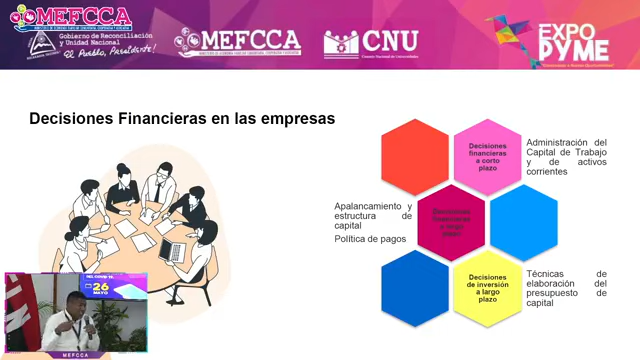 MEFCCA
Gobierno de Reconciliación
y Unidad Nacional
El Pueblo, Presidente!
MEFCCA
CNU
Consejo Nacional de Universidades
EXPO
PYME
Decisiones Financieras en las empresas
Decisiones
financieras
a corto
plazo
Administración del
Capital de Trabajo
y de activos
corrientes
Apalancamiento y
estructura de
capital
Política de pagos
Decisiones
financieras
a largo
plazo
Decisiones
de inversión
a largo
plazo
Técnicas de
elaboración del
presupuesto de
capital
DEL COVID-19.
26
MAYO
MEFCCA